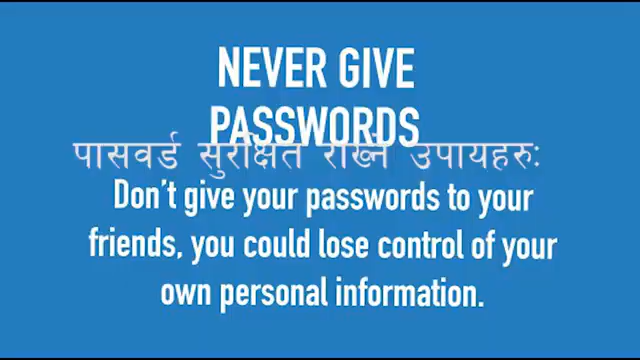 NEVER GIVE
PASSWORDS
पासवर्ड सुरक्षित राख्ने उपायहरुः
Don't give your passwords to your
friends, you could lose control of your
own personal information.